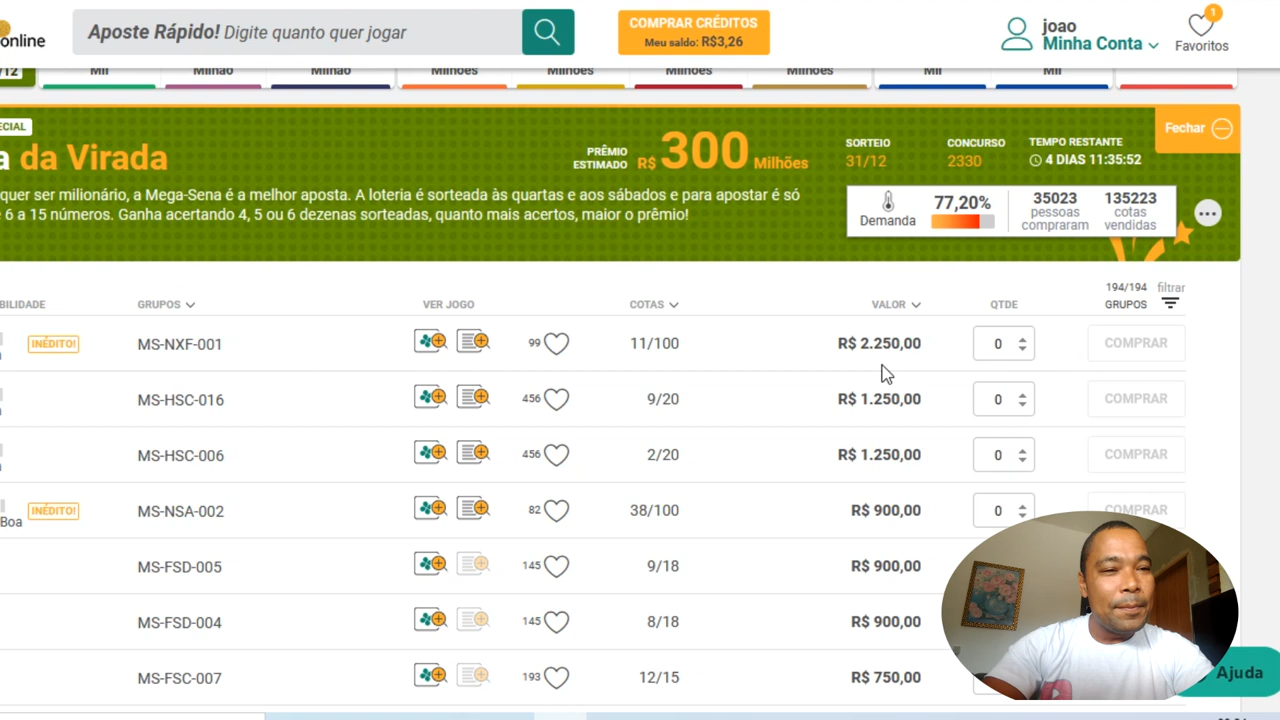 online
Aposte Rápido! Digite quanto quer jogar
COMPRAR CRÉDITOS
Meu saldo: R$3,26
joao
Minha Conta
1
Favoritos
/12
Mil
Milhão
Milhão
Milhões
Milhões
Milhões
Milhões
Mil
Mil
ECIAL
a da Virada
PRÊMIO
ESTIMADO
R$ 300 Milhões
SORTEIO
31/12
CONCURSO
2330
TEMPO RESTANTE
4 DIAS 11:35:52
Fechar
quer ser milionário, a Mega-Sena é a melhor aposta. A loteria é sorteada às quartas e aos sábados e para apostar é só
e 6 a 15 números. Ganha acertando 4, 5 ou 6 dezenas sorteadas, quanto mais acertos, maior o prêmio!
Demanda
77,20%
35023
pessoas
compraram
135223
cotas
vendidas
BILIDADE
GRUPOS
VER JOGO
COTAS
VALOR
QTDE
194/194
GRUPOS
filtrar
INÉDITO! MS-NXF-001 99 11/100 R$ 2.250,00 0 COMPRAR
MS-HSC-016 456 9/20 R$ 1.250,00 0 COMPRAR
MS-HSC-006 456 2/20 R$ 1.250,00 0 COMPRAR
Boa INÉDITO! MS-NSA-002 82 38/100 R$ 900,00 0 COMPRAR
MS-FSD-005 145 9/18 R$ 900,00
MS-FSD-004 145 8/18 R$ 900,00
MS-FSC-007 193 12/15 R$ 750,00
Ajuda